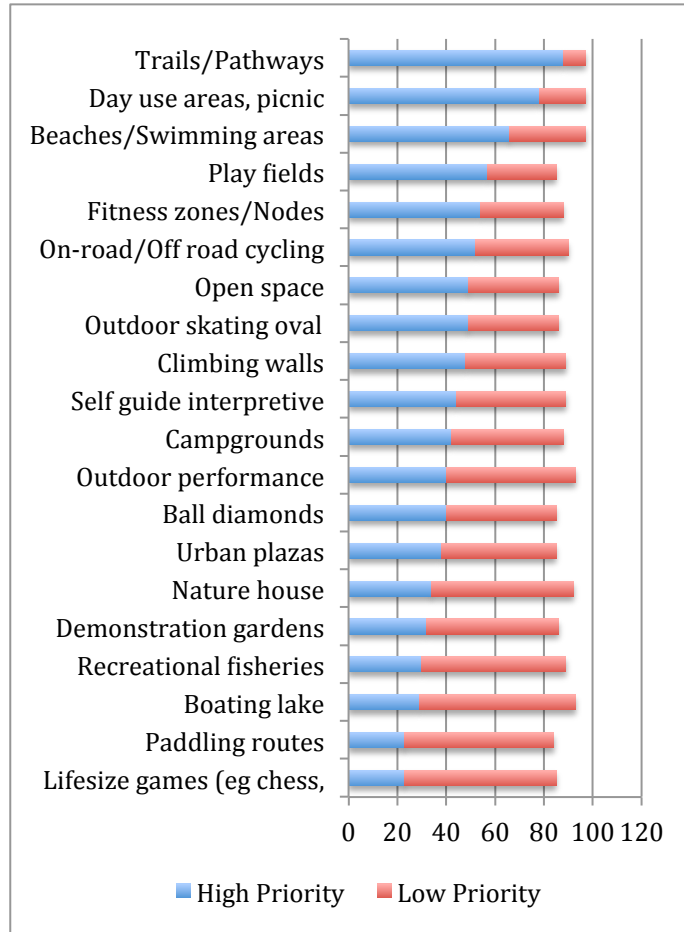 Trails/Pathways
Day use areas, picnic
Beaches/Swimming areas
Play fields
Fitness zones/Nodes
On-road/Off road cycling
Open space
Outdoor skating oval
Climbing walls
Self guide interpretive
Campgrounds
Outdoor performance
Ball diamonds
Urban plazas
Nature house
Demonstration gardens
Recreational fisheries
Boating lake
Paddling routes
Lifesize games (eg chess,
0 20 40 60 80 100 120
High Priority Low Priority